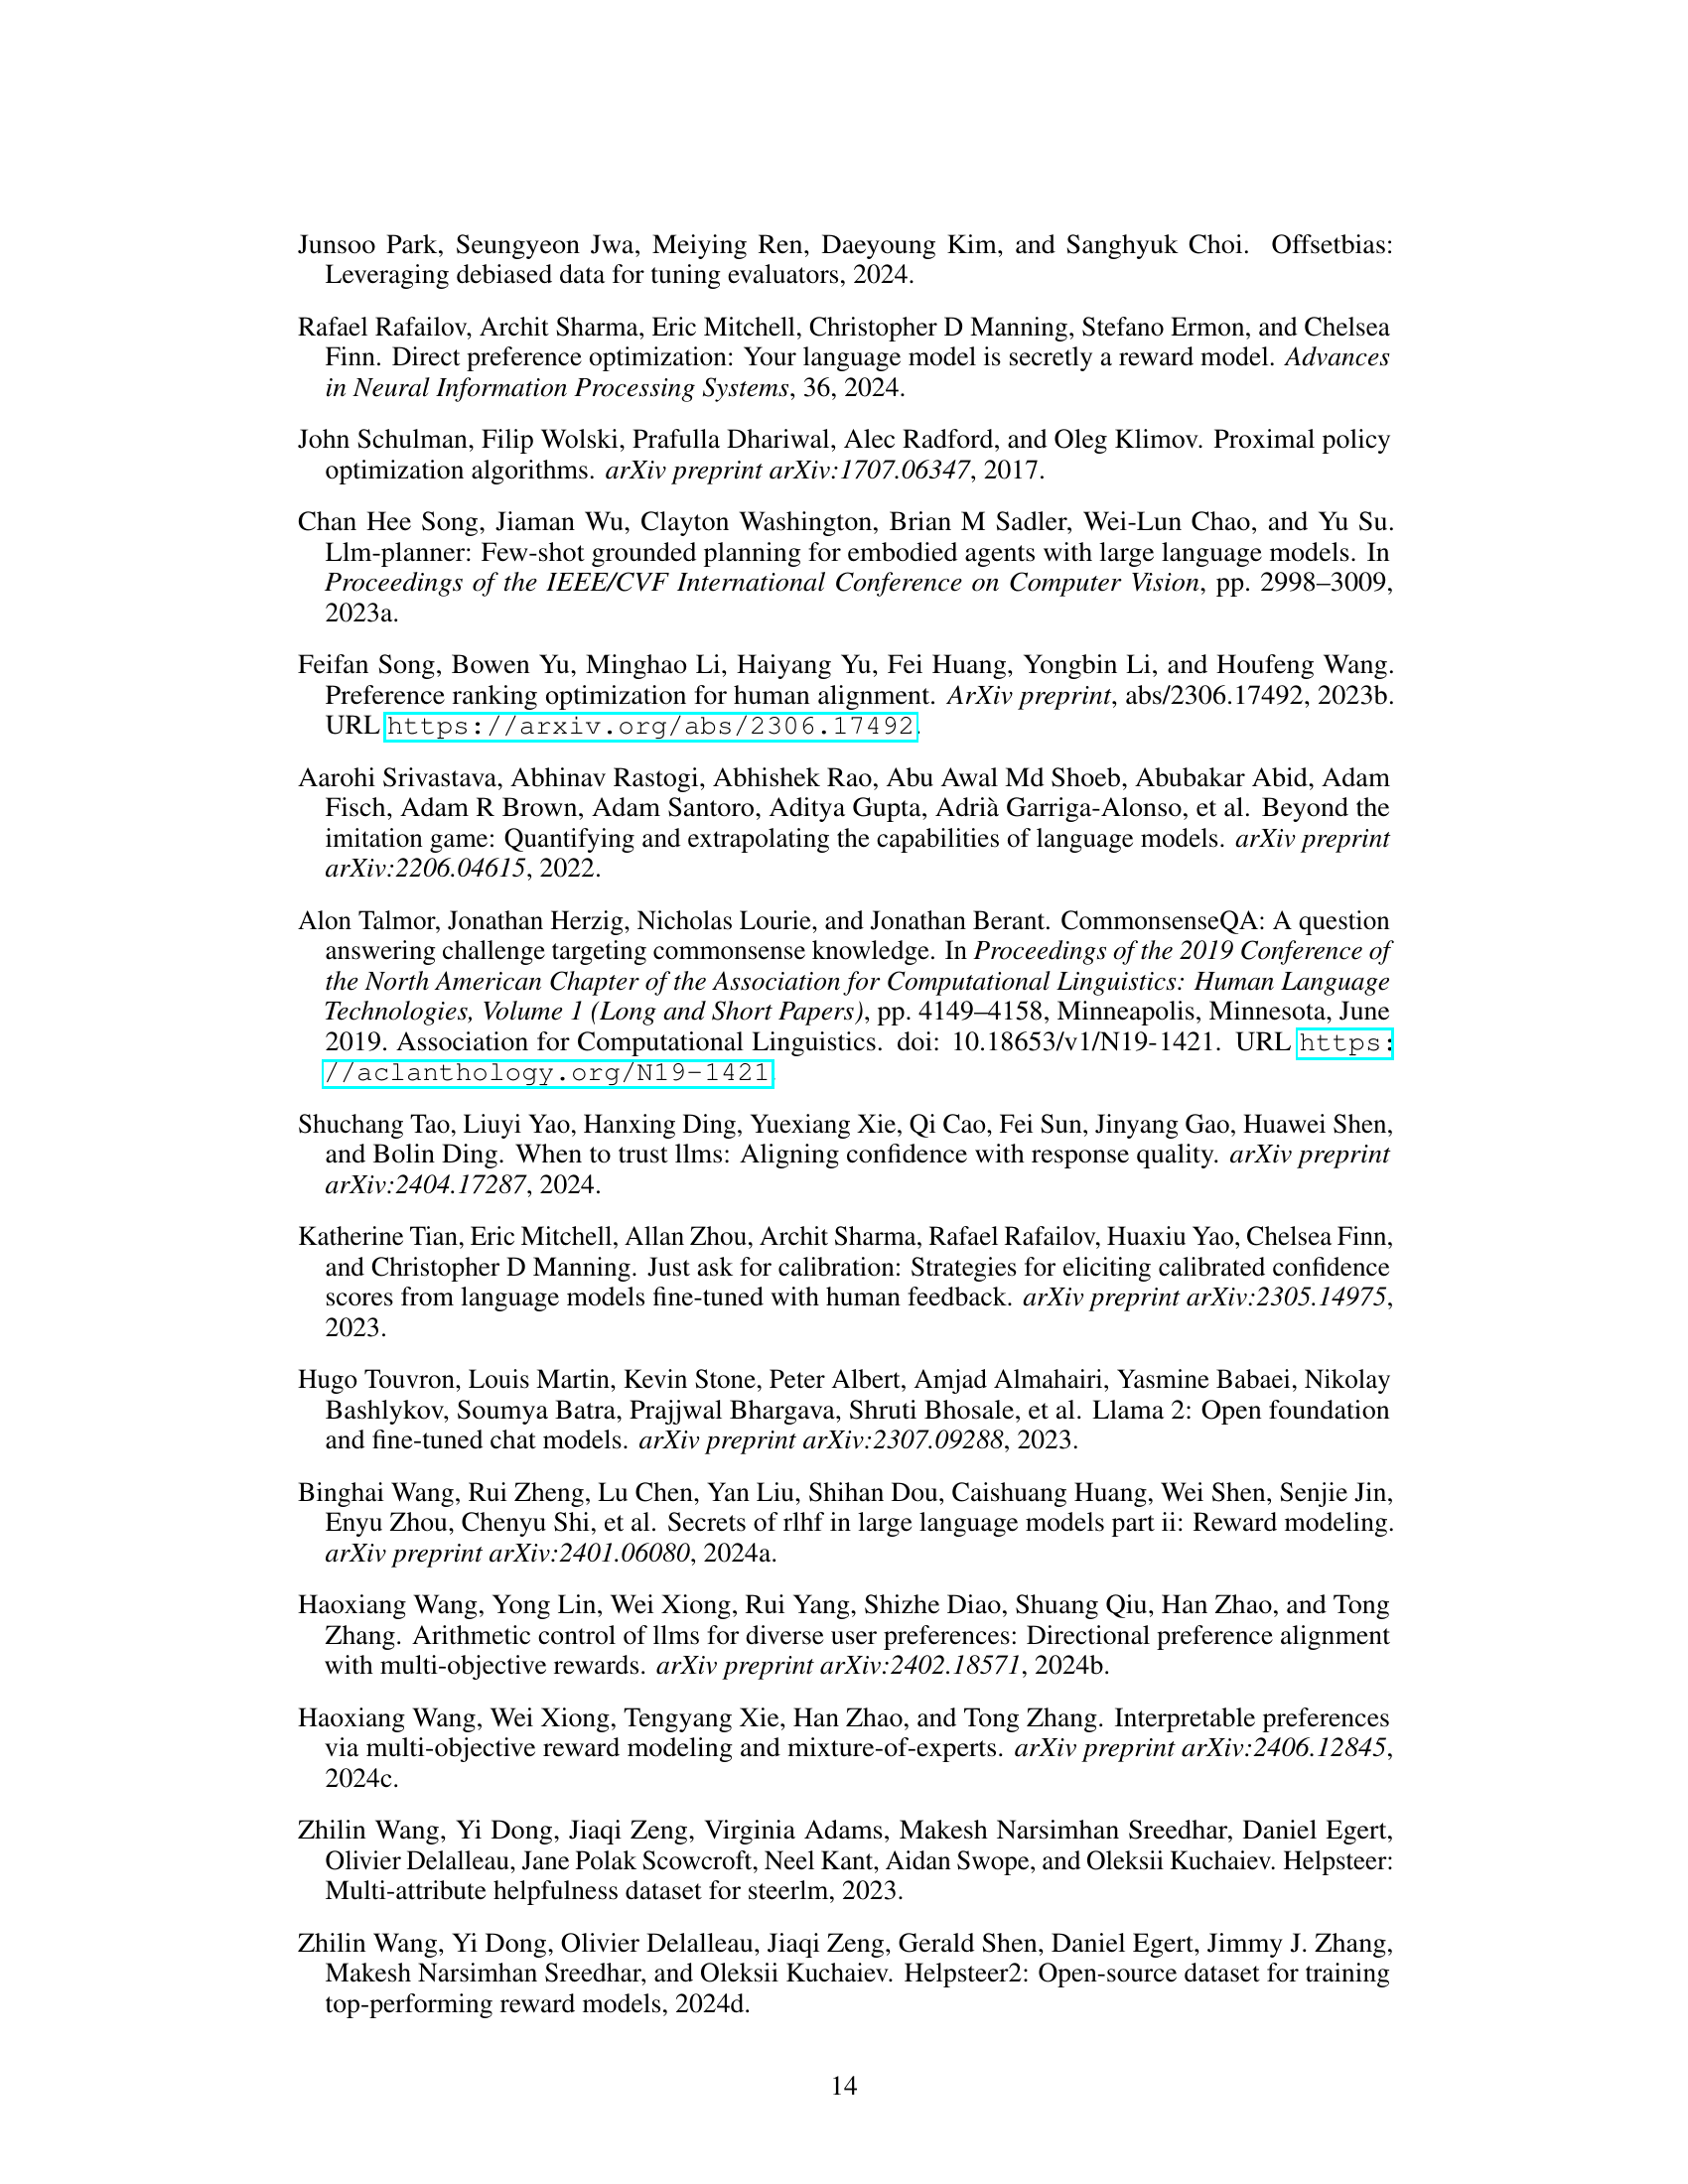 Junsoo Park, Seungyeon Jwa, Meiying Ren, Daeyoung Kim, and Sanghyuk Choi. Offsetbias:
Leveraging debiased data for tuning evaluators, 2024.
Rafael Rafailov, Archit Sharma, Eric Mitchell, Christopher D Manning, Stefano Ermon, and Chelsea
Finn. Direct preference optimization: Your language model is secretly a reward model. Advances
in Neural Information Processing Systems, 36, 2024.
John Schulman, Filip Wolski, Prafulla Dhariwal, Alec Radford, and Oleg Klimov. Proximal policy
optimization algorithms. arXiv preprint arXiv:1707.06347, 2017.
Chan Hee Song, Jiaman Wu, Clayton Washington, Brian M Sadler, Wei-Lun Chao, and Yu Su.
Llm-planner: Few-shot grounded planning for embodied agents with large language models. In
Proceedings of the IEEE/CVF International Conference on Computer Vision, pp. 2998–3009,
2023a.
Feifan Song, Bowen Yu, Minghao Li, Haiyang Yu, Fei Huang, Yongbin Li, and Houfeng Wang.
Preference ranking optimization for human alignment. ArXiv preprint, abs/2306.17492, 2023b.
URL https://arxiv.org/abs/2306.17492.
Aarohi Srivastava, Abhinav Rastogi, Abhishek Rao, Abu Awal Md Shoeb, Abubakar Abid, Adam
Fisch, Adam R Brown, Adam Santoro, Aditya Gupta, Adrià Garriga-Alonso, et al. Beyond the
imitation game: Quantifying and extrapolating the capabilities of language models. arXiv preprint
arXiv:2206.04615, 2022.
Alon Talmor, Jonathan Herzig, Nicholas Lourie, and Jonathan Berant. CommonsenseQA: A question
answering challenge targeting commonsense knowledge. In Proceedings of the 2019 Conference of
the North American Chapter of the Association for Computational Linguistics: Human Language
Technologies, Volume 1 (Long and Short Papers), pp. 4149–4158, Minneapolis, Minnesota, June
2019. Association for Computational Linguistics. doi: 10.18653/v1/N19-1421. URL https:
//aclanthology.org/N19-1421.
Shuchang Tao, Liuyi Yao, Hanxing Ding, Yuexiang Xie, Qi Cao, Fei Sun, Jinyang Gao, Huawei Shen,
and Bolin Ding. When to trust llms: Aligning confidence with response quality. arXiv preprint
arXiv:2404.17287, 2024.
Katherine Tian, Eric Mitchell, Allan Zhou, Archit Sharma, Rafael Rafailov, Huaxiu Yao, Chelsea Finn,
and Christopher D Manning. Just ask for calibration: Strategies for eliciting calibrated confidence
scores from language models fine-tuned with human feedback. arXiv preprint arXiv:2305.14975,
2023.
Hugo Touvron, Louis Martin, Kevin Stone, Peter Albert, Amjad Almahairi, Yasmine Babaei, Nikolay
Bashlykov, Soumya Batra, Prajjwal Bhargava, Shruti Bhosale, et al. Llama 2: Open foundation
and fine-tuned chat models. arXiv preprint arXiv:2307.09288, 2023.
Binghai Wang, Rui Zheng, Lu Chen, Yan Liu, Shihan Dou, Caishuang Huang, Wei Shen, Senjie Jin,
Enyu Zhou, Chenyu Shi, et al. Secrets of rlhf in large language models part ii: Reward modeling.
arXiv preprint arXiv:2401.06080, 2024a.
Haoxiang Wang, Yong Lin, Wei Xiong, Rui Yang, Shizhe Diao, Shuang Qiu, Han Zhao, and Tong
Zhang. Arithmetic control of llms for diverse user preferences: Directional preference alignment
with multi-objective rewards. arXiv preprint arXiv:2402.18571, 2024b.
Haoxiang Wang, Wei Xiong, Tengyang Xie, Han Zhao, and Tong Zhang. Interpretable preferences
via multi-objective reward modeling and mixture-of-experts. arXiv preprint arXiv:2406.12845,
2024c.
Zhilin Wang, Yi Dong, Jiaqi Zeng, Virginia Adams, Makesh Narsimhan Sreedhar, Daniel Egert,
Olivier Delalleau, Jane Polak Scowcroft, Neel Kant, Aidan Swope, and Oleksii Kuchaiev. Helpsteer:
Multi-attribute helpfulness dataset for steerlm, 2023.
Zhilin Wang, Yi Dong, Olivier Delalleau, Jiaqi Zeng, Gerald Shen, Daniel Egert, Jimmy J. Zhang,
Makesh Narsimhan Sreedhar, and Oleksii Kuchaiev. Helpsteer2: Open-source dataset for training
top-performing reward models, 2024d.
14